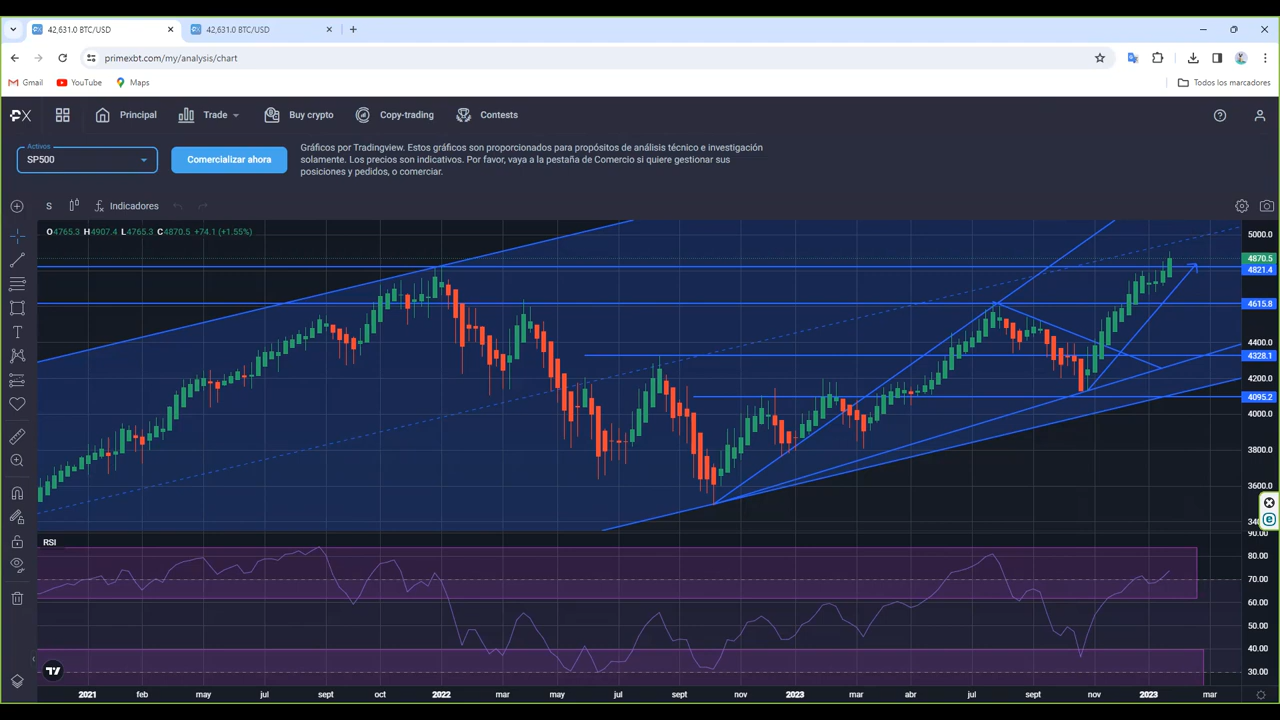 42,631.0 BTC/USD
42,631.0 BTC/USD
primexbt.com/my/analysis/chart
Gmail
YouTube
Maps
Todos los marcadores
PX
Principal
Trade
Buy crypto
Copy-trading
Contests
Activos
SP500
Comercializar ahora
Gráficos por Tradingview. Estos gráficos son proporcionados para propósitos de análisis técnico e investigación
solamente. Los precios son indicativos. Por favor, vaya a la pestaña de Comercio si quiere gestionar sus
posiciones y pedidos, o comerciar.
S
Indicadores
O4765.3 H4907.4 L4765.3 C4870.5 +74.1 (+1.55%)
5000.0
4870.5
4821.4
4615.8
4400.0
4328.1
4200.0
4095.2
4000.0
3800.0
3600.0
RSI
90.00
80.00
70.00
60.00
50.00
40.00
30.00
2021 feb may jul sept oct 2022 mar may jul sept nov 2023 mar abr jul sept nov 2023 mar